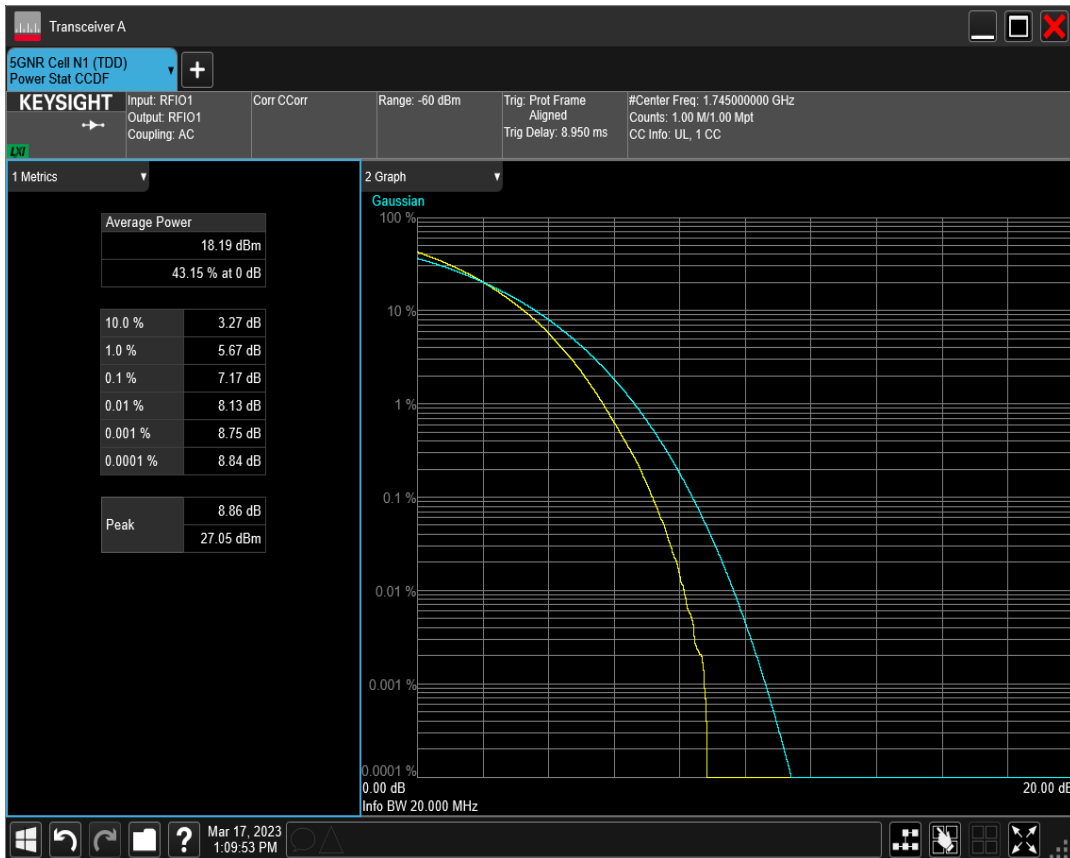 Transceiver A
5GNR Cell N1 (TDD)
Power Stat CCDF
+
KEYSIGHT
LXI
Input: RFIO1
Output: RFIO1
Coupling: AC
Corr CCorr
Range: -60 dBm
Trig: Prot Frame
Aligned
Trig Delay: 8.950 ms
#Center Freq: 1.745000000 GHz
Counts: 1.00 M/1.00 Mpt
CC Info: UL, 1 CC
1 Metrics
Average Power
18.19 dBm
43.15 % at 0 dB
10.0 % 3.27 dB
1.0 % 5.67 dB
0.1 % 7.17 dB
0.01 % 8.13 dB
0.001 % 8.75 dB
0.0001 % 8.84 dB
Peak 8.86 dB
27.05 dBm
2 Graph
Gaussian
100 %
10 %
1 %
0.1 %
0.01 %
0.001 %
0.0001 %
0.00 dB 20.00 dB
Info BW 20.000 MHz
?
Mar 17, 2023
1:09:53 PM